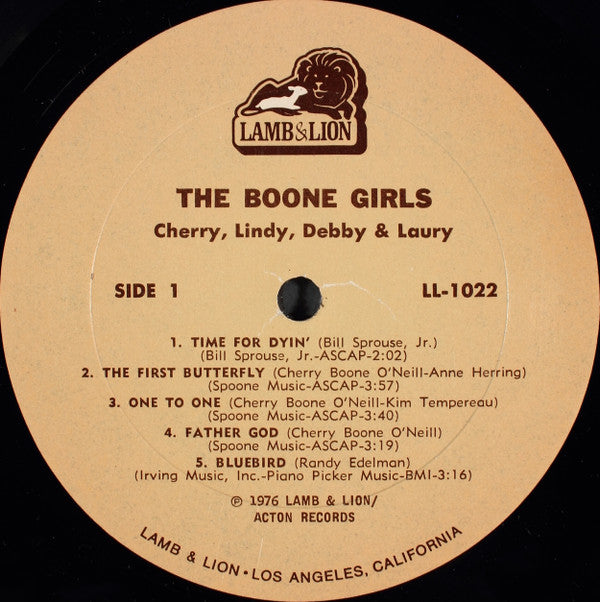 LAMB & LION
THE BOONE GIRLS
Cherry, Lindy, Debby & Laury
SIDE 1
LL-1022
1. TIME FOR DYIN' (Bill Sprouse, Jr.)
(Bill Sprouse, Jr.-ASCAP-2:02)
2. THE FIRST BUTTERFLY (Cherry Boone O'Neill-Anne Herring)
(Spoone Music-ASCAP-3:57)
3. ONE TO ONE (Cherry Boone O'Neill-Kim Tempereau)
(Spoone Music-ASCAP-3:40)
4. FATHER GOD (Cherry Boone O'Neill)
(Spoone Music-ASCAP-3:19)
5. BLUEBIRD (Randy Edelman)
(Irving Music, Inc.-Piano Picker Music-BMI-3:16)
℗ 1976 LAMB & LION/
ACTON RECORDS
LAMB & LION • LOS ANGELES, CALIFORNIA